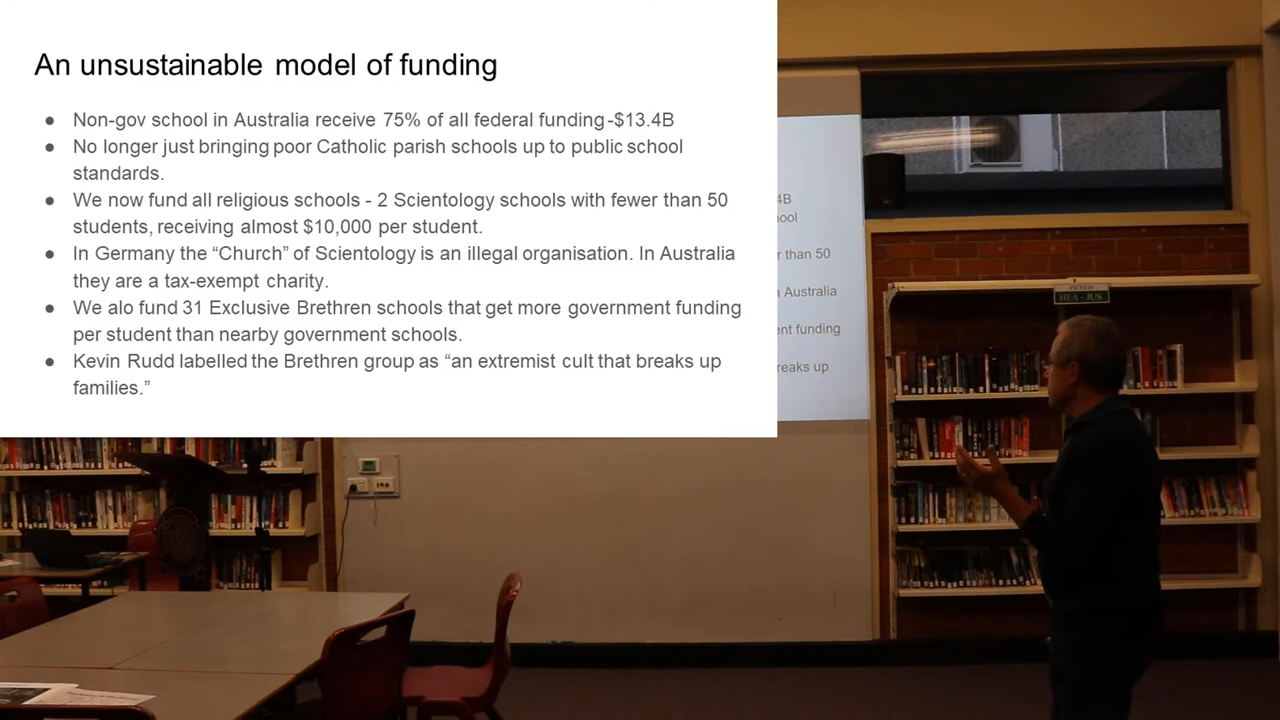 An unsustainable model of funding
● Non-gov school in Australia receive 75% of all federal funding -$13.4B
● No longer just bringing poor Catholic parish schools up to public school
standards.
● We now fund all religious schools - 2 Scientology schools with fewer than 50
students, receiving almost $10,000 per student.
● In Germany the “Church” of Scientology is an illegal organisation. In Australia
they are a tax-exempt charity.
● We alo fund 31 Exclusive Brethren schools that get more government funding
per student than nearby government schools.
● Kevin Rudd labelled the Brethren group as “an extremist cult that breaks up
families.”
4B
ool
r than 50
n Australia
ent funding
reaks up
FICTION
HEA - JUS